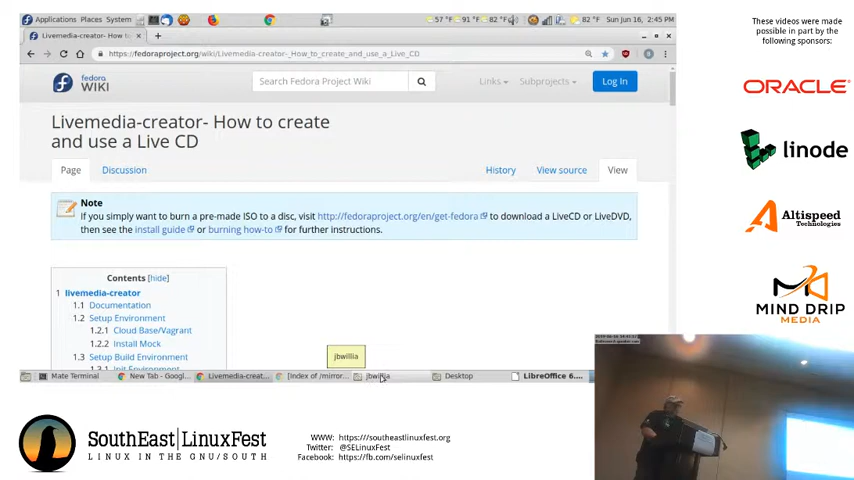 Applications Places System
57 °F 91 °F 82 °F 82 °F Sun Jun 16, 2:45 PM
Livemedia-creator- How to
https://fedoraproject.org/wiki/Livemedia-creator-_How_to_create_and_use_a_Live_CD
fedora WIKI
Search Fedora Project Wiki
Links
Subprojects
Log In
Livemedia-creator- How to create
and use a Live CD
Page
Discussion
History
View source
View
Note
If you simply want to burn a pre-made ISO to a disc, visit http://fedoraproject.org/en/get-fedora to download a LiveCD or LiveDVD,
then see the install guide or burning how-to for further instructions.
Contents [hide]
1 livemedia-creator
1.1 Documentation
1.2 Setup Environment
1.2.1 Cloud Base/Vagrant
1.2.2 Install Mock
1.3 Setup Build Environment
jbwillia
Mate Terminal
New Tab - Googl...
Livemedia-creat...
[Index of /mirror...
jbwillia
Desktop
LibreOffice 6....
These videos were made
possible in part by the
following sponsors:
ORACLE
linode
Altispeed
Technologies
MIND DRIP
MEDIA
SouthEast|LinuxFest
LINUX IN THE GNU/SOUTH
WWW: https://southeastlinuxfest.org
Twitter: @SELinuxFest
Facebook: https://fb.com/selinuxfest